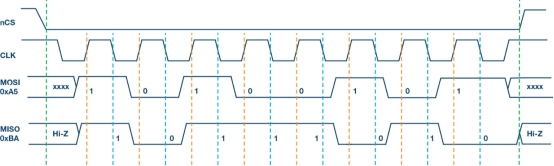 nCS
CLK
MOSI xxxx 1 0 1 0 0 1 0 1 xxxx
0xA5
MISO Hi-Z 1 0 1 1 1 0 1 0 Hi-Z
0xBA